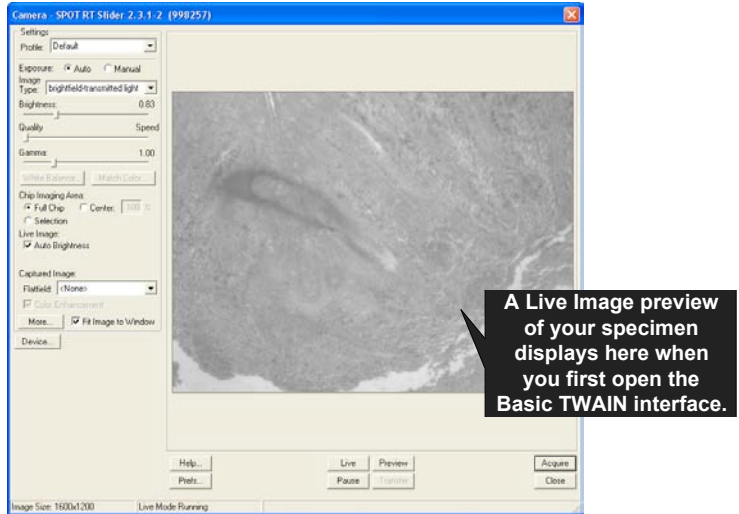 Camera - SPOT RT Slider 2.3.1-2 (998257)
Settings
Profile: Default
Exposure: Auto Manual
Image Type: brightfield-transmitted light
Brightness: 0.83
Quality Speed
Gamma: 1.00
White Balance... Match Color...
Chip Imaging Area:
Full Chip Center: 100 %
Selection
Live Image:
Auto Brightness
Captured Image:
Flatfield: <None>
Color Enhancement
More... Fit Image to Window
Device...
A Live Image preview
of your specimen
displays here when
you first open the
Basic TWAIN interface.
Help... Live Preview Acquire
Prefs... Pause Transfer Close
Image Size: 1600x1200 Live Mode Running